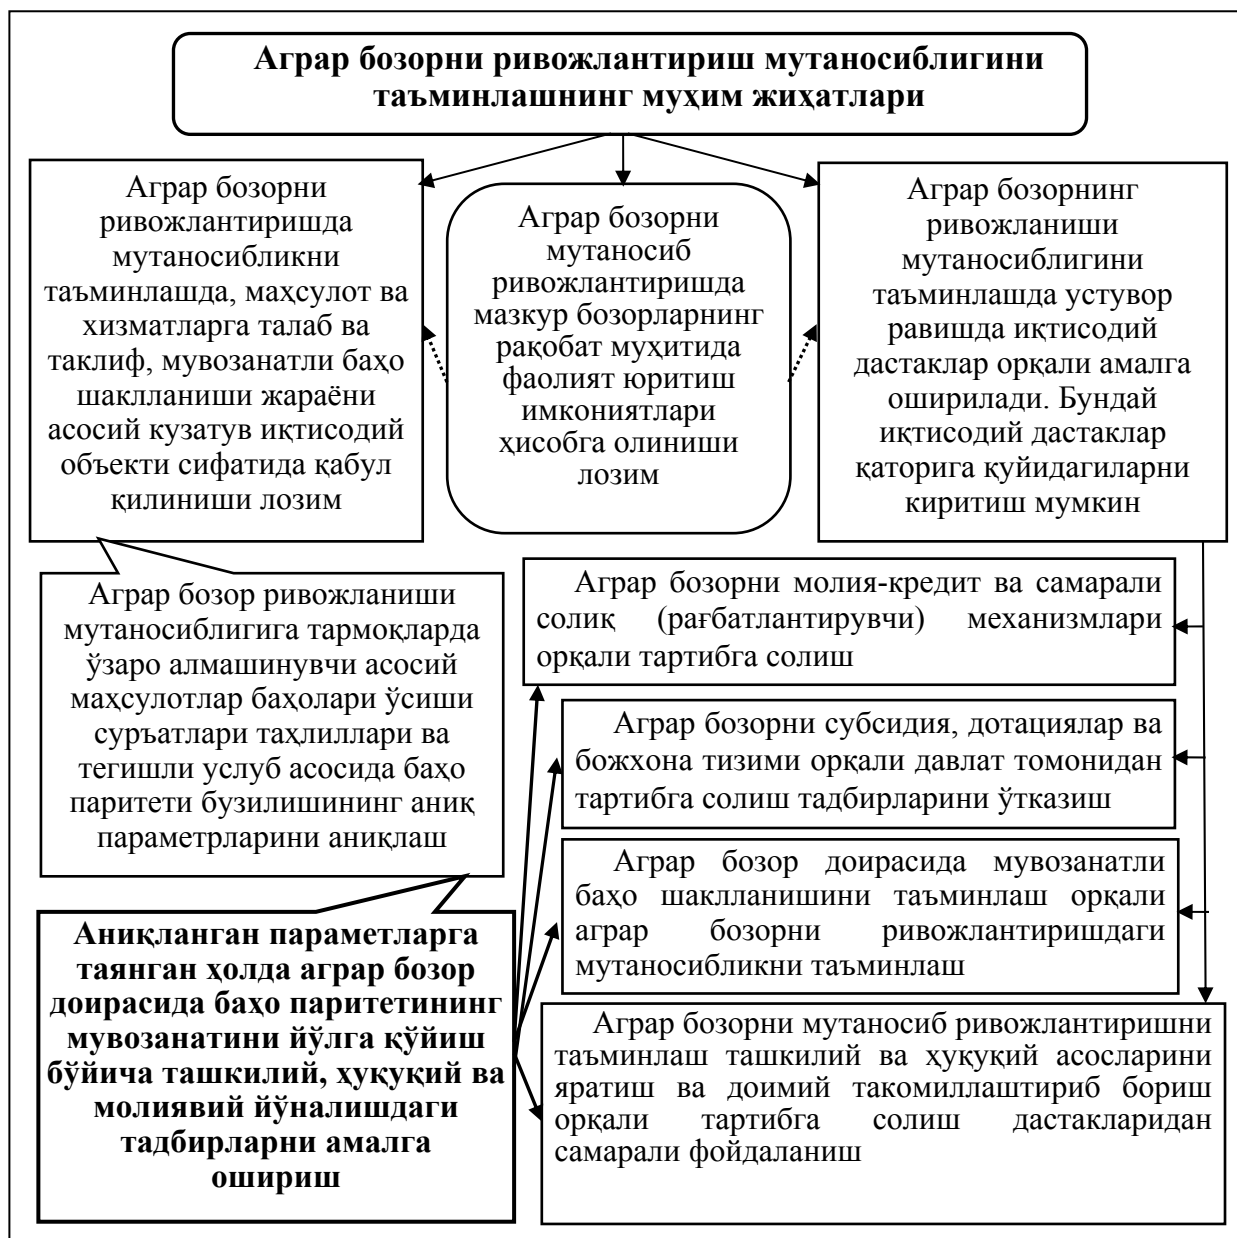 Аграр бозорни ривожлантириш мутаносиблигини
таъминлашнинг муҳим жиҳатлари
Аграр бозорни
ривожлантиришда
мутаносибликни
таъминлашда, маҳсулот ва
хизматларга талаб ва
таклиф, мувозанатли баҳо
шаклланиши жараёни
асосий кузатув иқтисодий
объекти сифатида қабул
қилиниши лозим
Аграр бозорни
мутаносиб
ривожлантиришда
мазкур бозорларнинг
рақобат муҳитида
фаолият юритиш
имкониятлари
ҳисобга олиниши
лозим
Аграр бозорнинг
ривожланиши
мутаносиблигини
таъминлашда устувор
равишда иқтисодий
дастаклар орқали амалга
оширилади. Бундай
иқтисодий дастаклар
қаторига қуйидагиларни
киритиш мумкин
Аграр бозор ривожланиши
мутаносиблигига тармоқларда
ўзаро алмашинувчи асосий
маҳсулотлар баҳолари ўсиши
суръатлари таҳлиллари ва
тегишли услуб асосида баҳо
паритети бузилишининг аниқ
параметрларини аниқлаш
Аниқланган параметларга
таянган ҳолда аграр бозор
доирасида баҳо паритетининг
мувозанатини йўлга қўйиш
бўйича ташкилий, ҳуқуқий ва
молиявий йўналишдаги
тадбирларни амалга
ошириш
Аграр бозорни молия-кредит ва самарали
солиқ (рағбатлантирувчи) механизмлари
орқали тартибга солиш
Аграр бозорни субсидия, дотациялар ва
божхона тизими орқали давлат томонидан
тартибга солиш тадбирларини ўтказиш
Аграр бозор доирасида мувозанатли
баҳо шаклланишини таъминлаш орқали
аграр бозорни ривожлантиришдаги
мутаносибликни таъминлаш
Аграр бозорни мутаносиб ривожлантиришни
таъминлаш ташкилий ва ҳуқуқий асосларини
яратиш ва доимий такомиллаштириб бориш
орқали тартибга солиш дастакларидан
самарали фойдаланиш